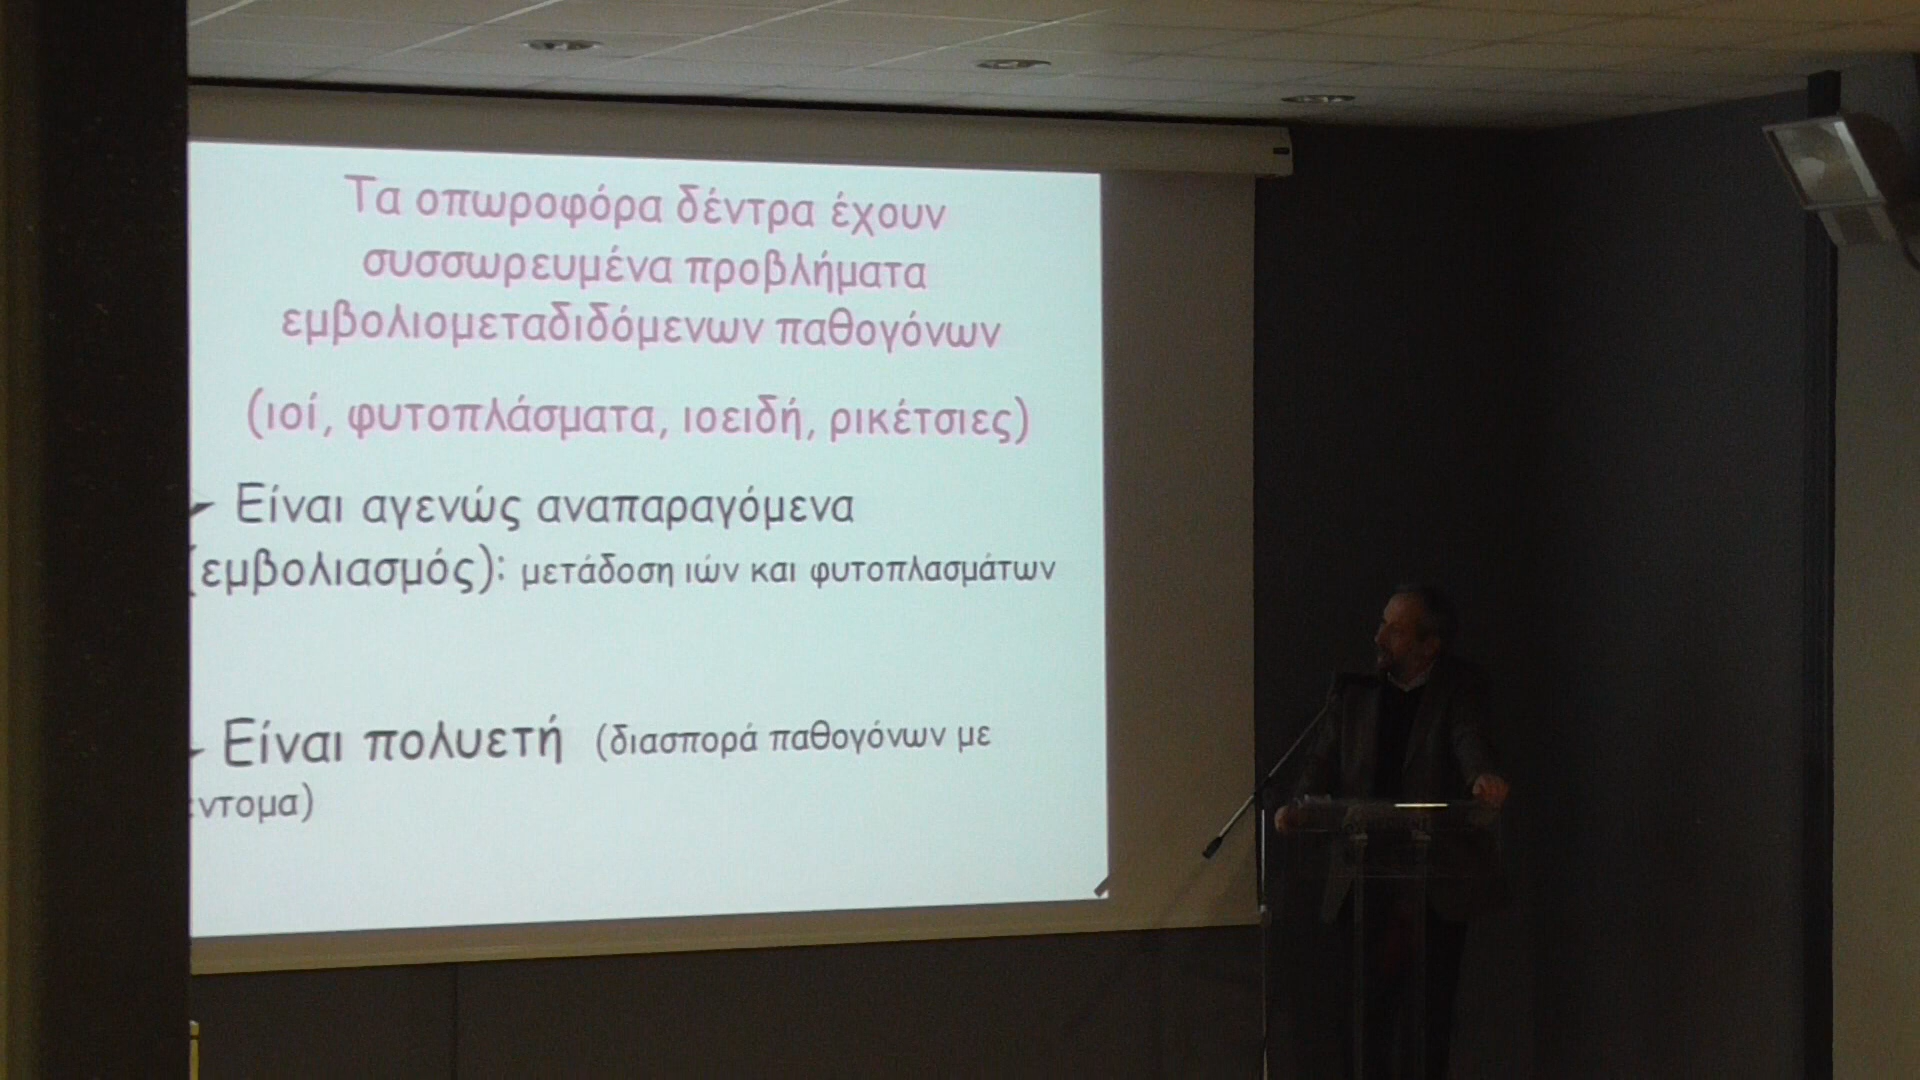 Τα οπωροφόρα δέντρα έχουν
συσσωρευμένα προβλήματα
εμβολιομεταδιδόμενων παθογόνων
(ιοί, φυτοπλάσματα, ιοειδή, ρικέτσιες)
Είναι αγενώς αναπαραγόμενα
(εμβολιασμός): μετάδοση ιών και φυτοπλασμάτων
Είναι πολυετή (διασπορά παθογόνων με
έντομα)